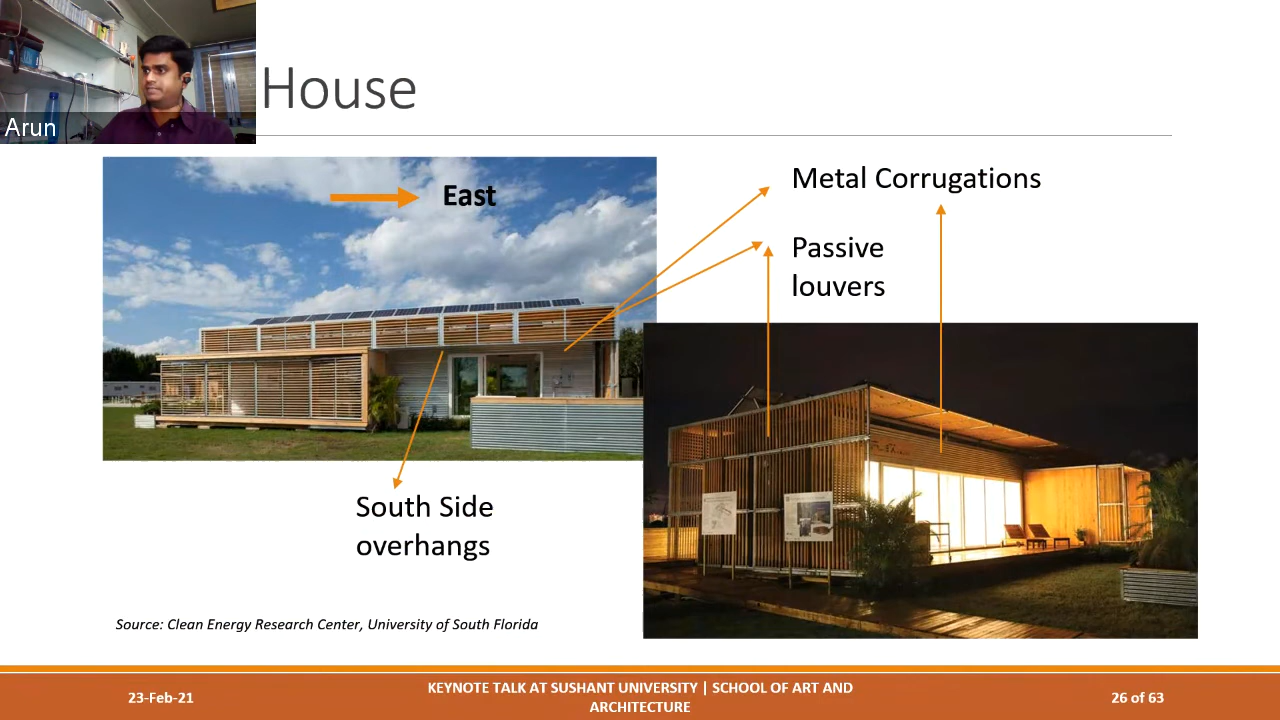 House
Arun
East
Metal Corrugations
Passive
louvers
South Side
overhangs
Source: Clean Energy Research Center, University of South Florida
23-Feb-21
KEYNOTE TALK AT SUSHANT UNIVERSITY | SCHOOL OF ART AND
ARCHITECTURE
26 of 63